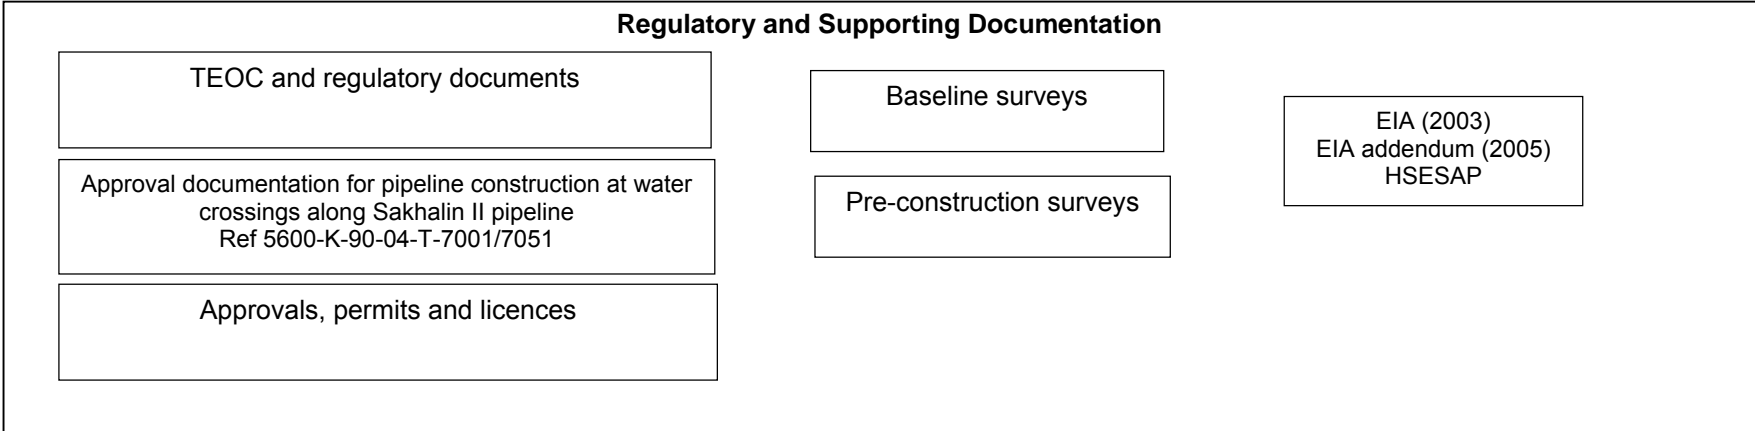 Regulatory and Supporting Documentation
TEOC and regulatory documents
Approval documentation for pipeline construction at water
crossings along Sakhalin II pipeline
Ref 5600-K-90-04-T-7001/7051
Approvals, permits and licences
Baseline surveys
Pre-construction surveys
EIA (2003)
EIA addendum (2005)
HSESAP